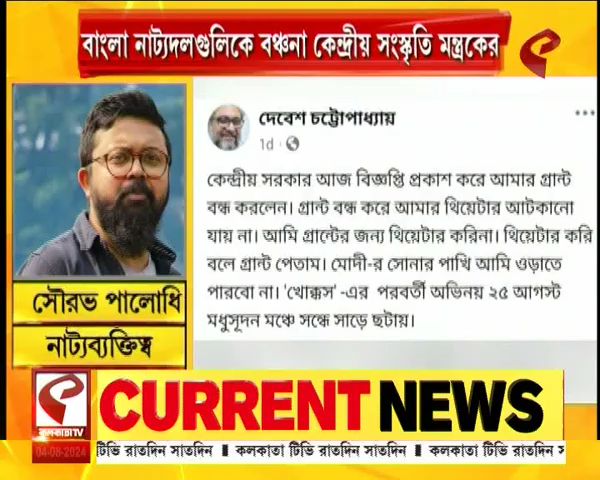 বাংলা নাট্যদলগুলিকে বঞ্চনা কেন্দ্রীয় সংস্কৃতি মন্ত্রকের
দেবেশ চট্টোপাধ্যায়
1d
কেন্দ্রীয় সরকার আজ বিজ্ঞপ্তি প্রকাশ করে আমার গ্রান্ট
বন্ধ করলেন। গ্রান্ট বন্ধ করে আমার থিয়েটার আটকানো
যায় না। আমি গ্রান্টের জন্য থিয়েটার করিনা। থিয়েটার করি
বলে গ্রান্ট পেতাম। মোদী-র সোনার পাখি আমি ওড়াতে
পারবো না। 'খোক্কস' -এর পরবর্তী অভিনয় ২৫ আগস্ট
মধুসূদন মঞ্চে সন্ধে সাড়ে ছটায়।
সৌরভ পালোধি
নাট্যব্যক্তিত্ব
CURRENT NEWS
কলকাতা TV
04-08-2024
টিভি রাতদিন সাতদিন কলকাতা টিভি রাতদিন সাতদিন কলকাতা টিভি রাতদিন সাতদিন